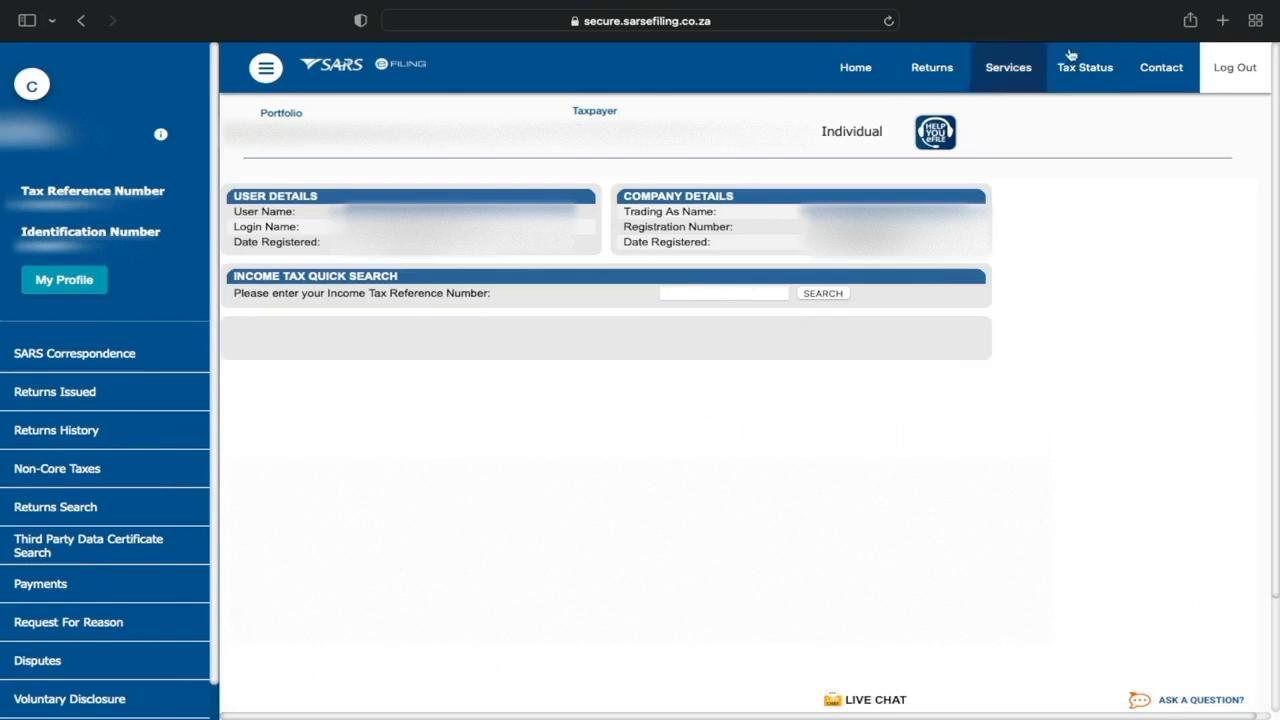 secure.sarsefiling.co.za
C
Tax Reference Number
Identification Number
My Profile
SARS Correspondence
Returns Issued
Returns History
Non-Core Taxes
Returns Search
Third Party Data Certificate
Search
Payments
Request For Reason
Disputes
Voluntary Disclosure
SARS eFILING
Home
Returns
Services
Tax Status
Contact
Log Out
Portfolio
Taxpayer
Individual
HELP
YOU
eFILE
USER DETAILS
User Name:
Login Name:
Date Registered:
COMPANY DETAILS
Trading As Name:
Registration Number:
Date Registered:
INCOME TAX QUICK SEARCH
Please enter your Income Tax Reference Number:
SEARCH
LIVE CHAT
ASK A QUESTION?